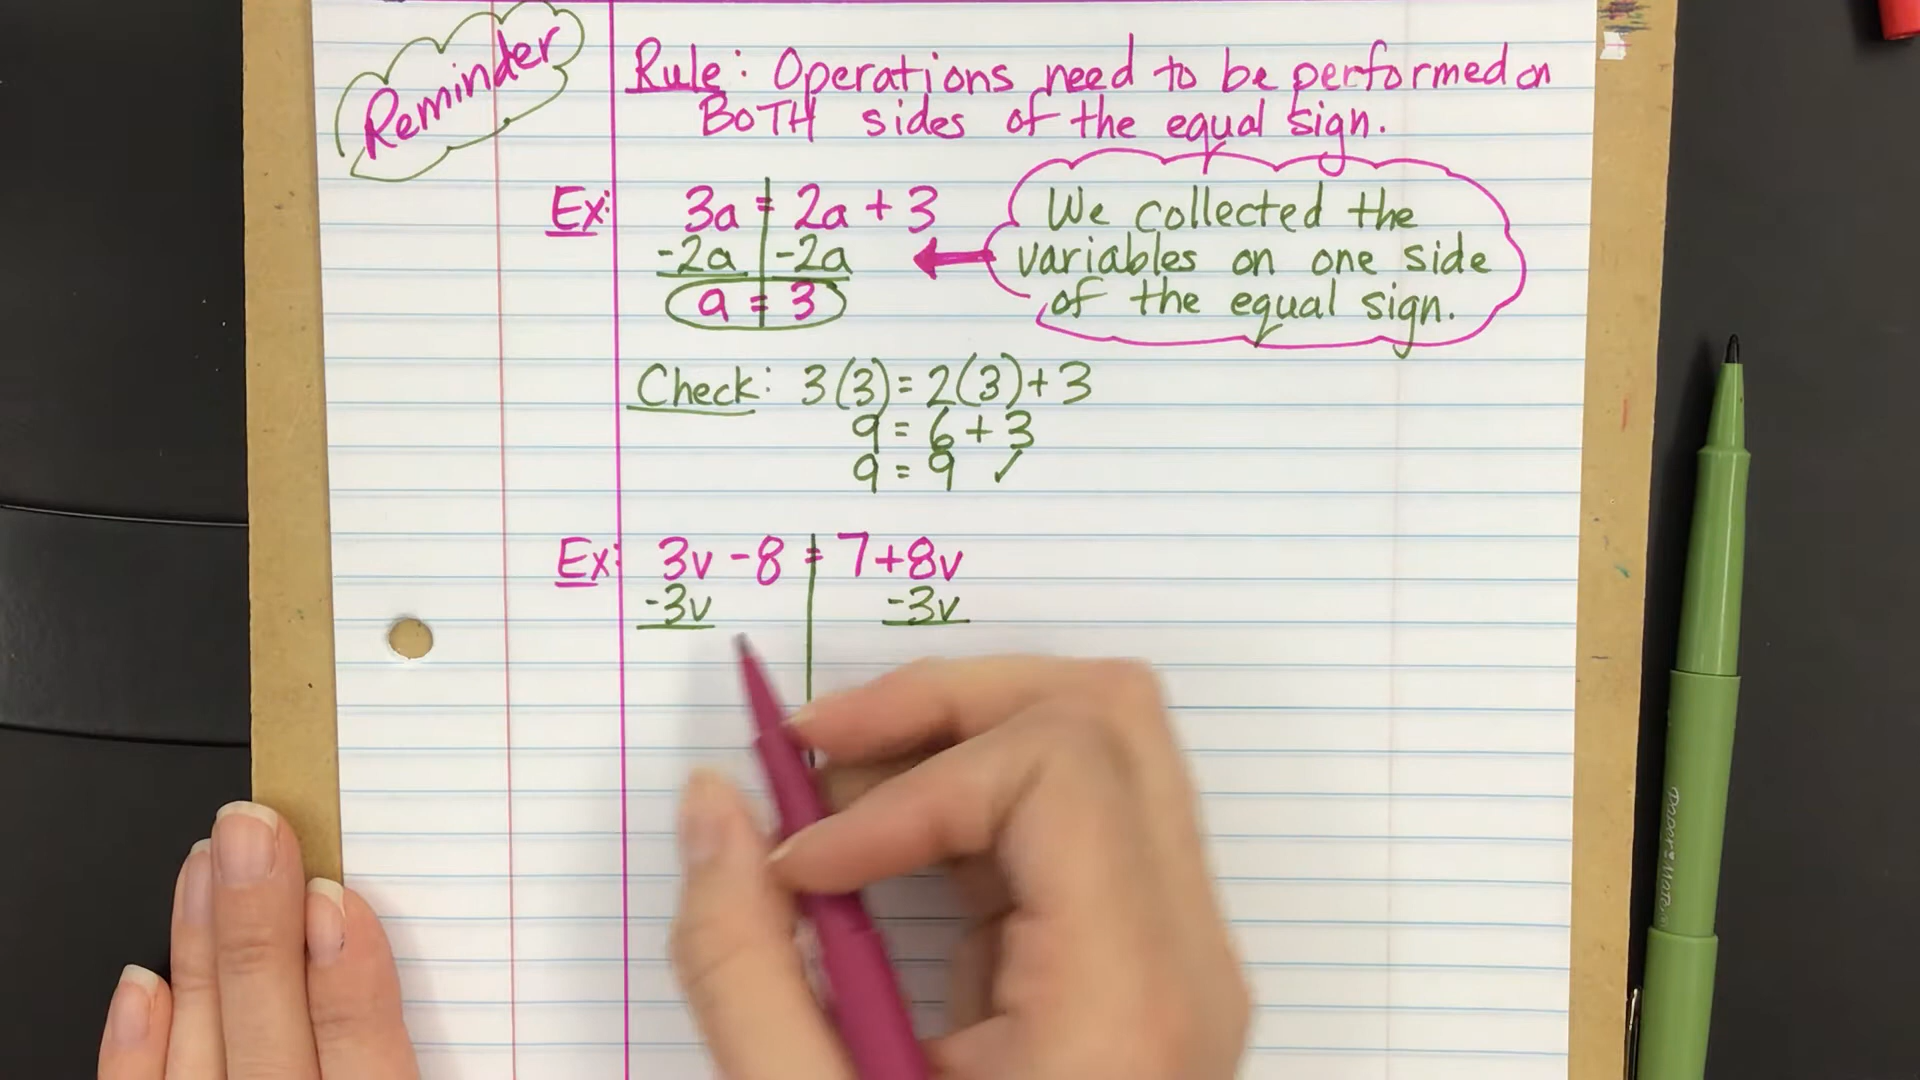 Reminder
Rule: Operations need to be performed on
BOTH sides of the equal sign.
Ex: 3a = 2a + 3
-2a -2a
a = 3
We collected the
variables on one side
of the equal sign.
Check: 3(3) = 2(3) + 3
9 = 6 + 3
9 = 9 ✓
Ex: 3v - 8 = 7 + 8v
-3v -3v
PaperMate